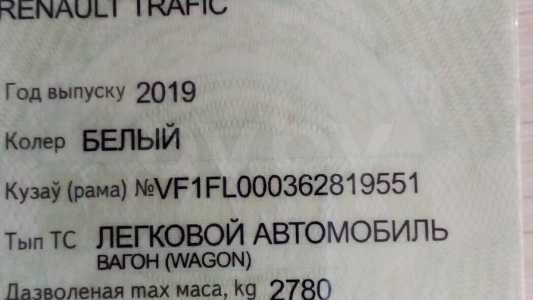 RENAULT TRAFIC
Год выпуску 2019
Колер БЕЛЫЙ
Кузаў (рама) №VF1FL000362819551
Тып ТС ЛЕГКОВОЙ АВТОМОБИЛЬ
ВАГОН (WAGON)
Дазволеная max маса, kg 2780